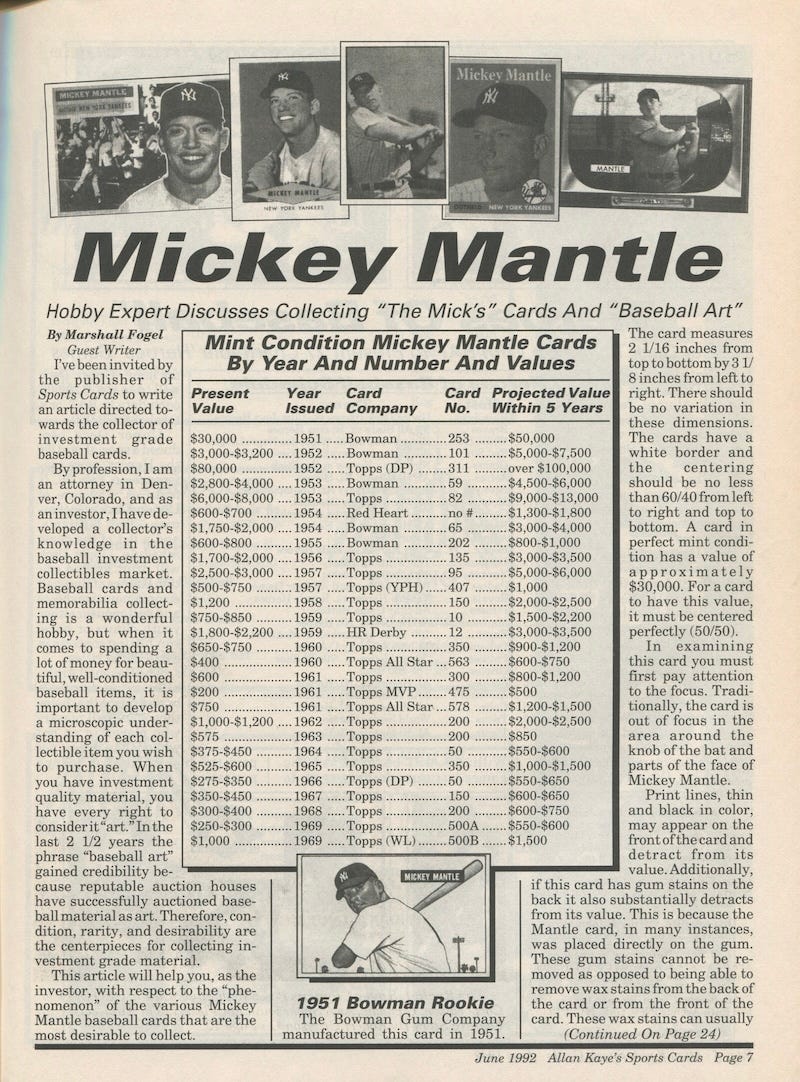 MICKEY MANTLE
outfield NEW YORK YANKEES
MICKEY MANTLE
NEW YORK YANKEES
Mickey Mantle
OUTFIELD NEW YORK YANKEES
MANTLE
Mickey Mantle
Hobby Expert Discusses Collecting "The Mick's" Cards And "Baseball Art"
By Marshall Fogel
Guest Writer
I've been invited by
the publisher of
Sports Cards to write
an article directed to-
wards the collector of
investment grade
baseball cards.
By profession, I am
an attorney in Den-
ver, Colorado, and as
an investor, I have de-
veloped a collector's
knowledge in the
baseball investment
collectibles market.
Baseball cards and
memorabilia collect-
ing is a wonderful
hobby, but when it
comes to spending a
lot of money for beau-
tiful, well-conditioned
baseball items, it is
important to develop
a microscopic under-
standing of each col-
lectible item you wish
to purchase. When
you have investment
quality material, you
have every right to
consider it "art." In the
last 2 1/2 years the
phrase "baseball art"
gained credibility be-
cause reputable auction houses
have successfully auctioned base-
ball material as art. Therefore, con-
dition, rarity, and desirability are
the centerpieces for collecting in-
vestment grade material.
This article will help you, as the
investor, with respect to the "phe-
nomenon" of the various Mickey
Mantle baseball cards that are the
most desirable to collect.
Mint Condition Mickey Mantle Cards
By Year And Number And Values
Present Year Card Card Projected Value
Value Issued Company No. Within 5 Years
$30,000 .............. 1951 ..... Bowman ............ 253 ......... $50,000
$3,000-$3,200 .... 1952 ..... Bowman ............ 101 ......... $5,000-$7,500
$80,000 .............. 1952 ..... Topps (DP) ........ 311 ......... over $100,000
$2,800-$4,000 .... 1953 ..... Bowman ............ 59 ......... $4,500-$6,000
$6,000-$8,000 .... 1953 ..... Topps ................ 82 ......... $9,000-$13,000
$600-$700 .......... 1954 ..... Red Heart ......... no # ........ $1,300-$1,800
$1,750-$2,000 .... 1954 ..... Bowman ............ 65 ......... $3,000-$4,000
$600-$800 .......... 1955 ..... Bowman ............ 202 ......... $800-$1,000
$1,700-$2,000 .... 1956 ..... Topps ................ 135 ......... $3,000-$3,500
$2,500-$3,000 .... 1957 ..... Topps ................ 95 ......... $5,000-$6,000
$500-$750 .......... 1957 ..... Topps (YPH) ...... 407 ......... $1,000
$1,200 ................ 1958 ..... Topps ................ 150 ......... $2,000-$2,500
$750-$850 .......... 1959 ..... Topps ................ 10 ......... $1,500-$2,200
$1,800-$2,200 .... 1959 ..... HR Derby .......... 12 ......... $3,000-$3,500
$650-$750 .......... 1960 ..... Topps ................ 350 ......... $900-$1,200
$400 ................... 1960 ..... Topps All Star ... 563 ......... $600-$750
$600 ................... 1961 ..... Topps ................ 300 ......... $800-$1,200
$200 ................... 1961 ..... Topps MVP ....... 475 ......... $500
$750 ................... 1961 ..... Topps All Star ... 578 ......... $1,200-$1,500
$1,000-$1,200 .... 1962 ..... Topps ................ 200 ......... $2,000-$2,500
$575 ................... 1963 ..... Topps ................ 200 ......... $850
$375-$450 .......... 1964 ..... Topps ................ 50 ......... $550-$600
$525-$600 .......... 1965 ..... Topps ................ 350 ......... $1,000-$1,500
$275-$350 .......... 1966 ..... Topps (DP) ........ 50 ......... $550-$650
$350-$450 .......... 1967 ..... Topps ................ 150 ......... $600-$650
$300-$400 .......... 1968 ..... Topps ................ 200 ......... $600-$750
$250-$300 .......... 1969 ..... Topps ................ 500A ....... $550-$600
$1,000 ................ 1969 ..... Topps (WL) ....... 500B ....... $1,500
MICKEY MANTLE
1951 Bowman Rookie
The Bowman Gum Company
manufactured this card in 1951.
The card measures
2 1/16 inches from
top to bottom by 3 1/
8 inches from left to
right. There should
be no variation in
these dimensions.
The cards have a
white border and
the centering
should be no less
than 60/40 from left
to right and top to
bottom. A card in
perfect mint condi-
tion has a value of
approximately
$30,000. For a card
to have this value,
it must be centered
perfectly (50/50).
In examining
this card you must
first pay attention
to the focus. Tradi-
tionally, the card is
out of focus in the
area around the
knob of the bat and
parts of the face of
Mickey Mantle.
Print lines, thin
and black in color,
may appear on the
front of the card and
detract from its
value. Additionally,
if this card has gum stains on the
back it also substantially detracts
from its value. This is because the
Mantle card, in many instances,
was placed directly on the gum.
These gum stains cannot be re-
moved as opposed to being able to
remove wax stains from the back of
the card or from the front of the
card. These wax stains can usually
(Continued On Page 24)
June 1992 Allan Kaye's Sports Cards Page 7